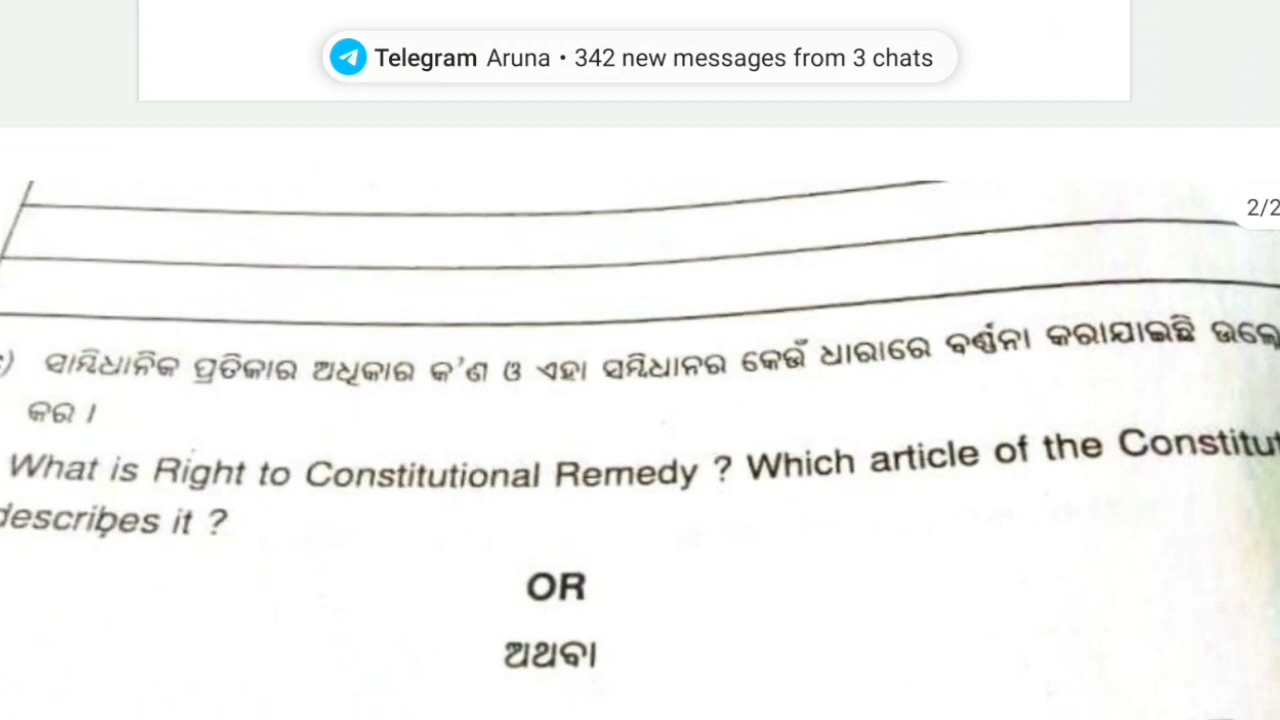 Telegram Aruna • 342 new messages from 3 chats
2/2
ସାମ୍ବିଧାନିକ ପ୍ରତିକାର ଅଧିକାର କ'ଣ ଓ ଏହା ସମ୍ବିଧାନର କେଉଁ ଧାରାରେ ବର୍ଣ୍ଣନା କରାଯାଇଛି
କର ।
What is Right to Constitutional Remedy ? Which article of the
describes it ?
OR
ଅଥବା